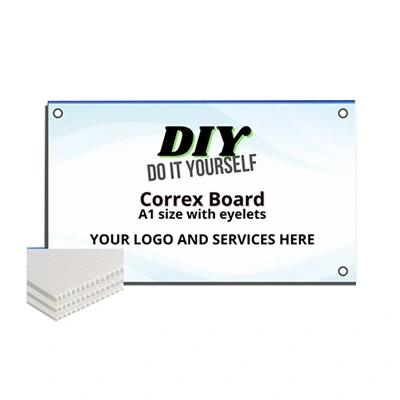 DIY
DO IT YOURSELF
Correx Board
A1 size with eyelets
YOUR LOGO AND SERVICES HERE